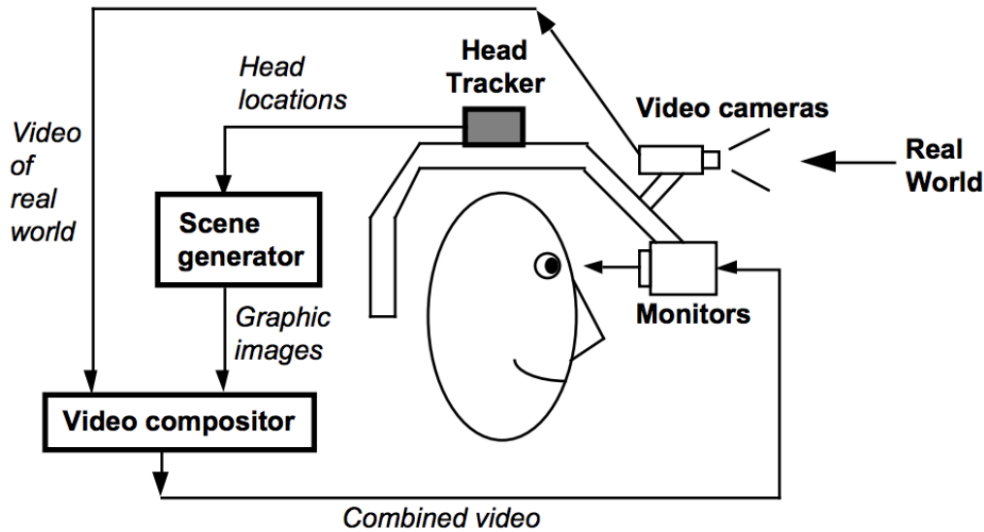 Head
Tracker
Head
locations
Video cameras
Video
of
real
world
Real
World
Scene
generator
Graphic
images
Monitors
Video compositor
Combined video